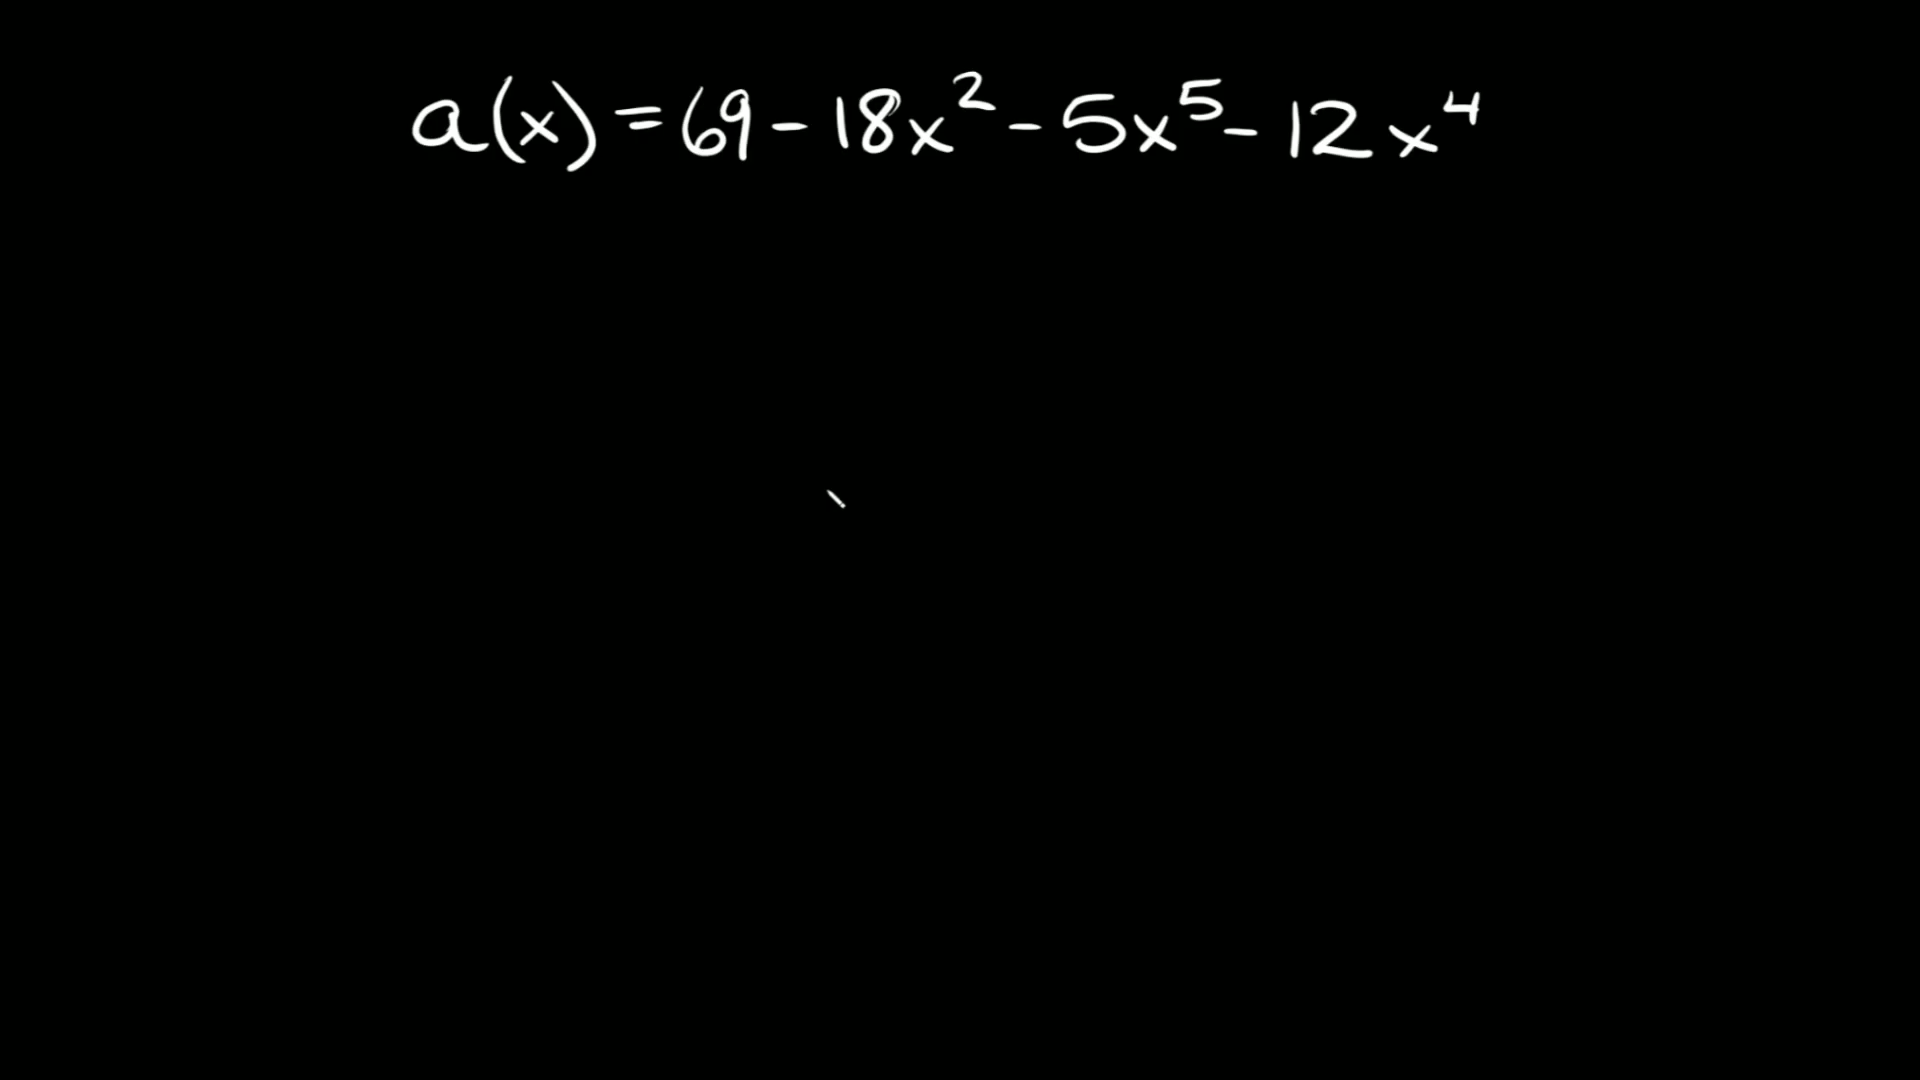 a(x) = 69 - 18x² - 5x⁵ - 12x⁴